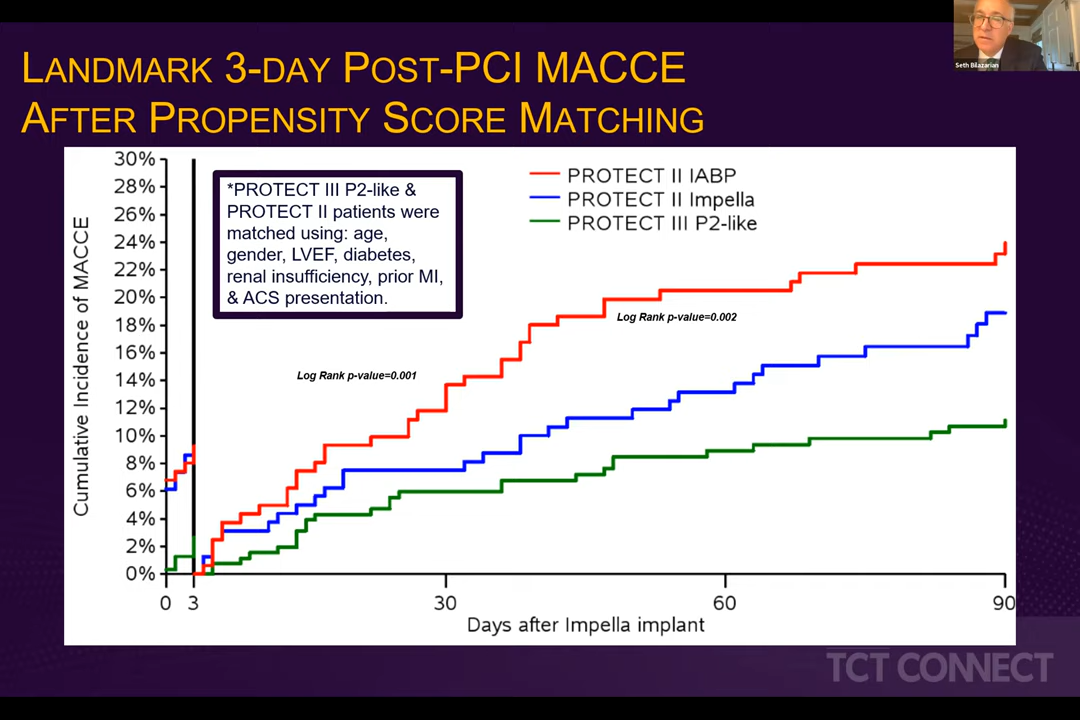 Seth Bilazarian
LANDMARK 3-DAY POST-PCI MACCE
AFTER PROPENSITY SCORE MATCHING
*PROTECT III P2-like &
PROTECT II patients were
matched using: age,
gender, LVEF, diabetes,
renal insufficiency, prior MI,
& ACS presentation.
PROTECT II IABP
PROTECT II Impella
PROTECT III P2-like
Log Rank p-value=0.002
Log Rank p-value=0.001
Cumulative Incidence of MACCE
30%
28%
26%
24%
22%
20%
18%
16%
14%
12%
10%
8%
6%
4%
2%
0%
0 3 30 60 90
Days after Impella implant
TCT CONNECT